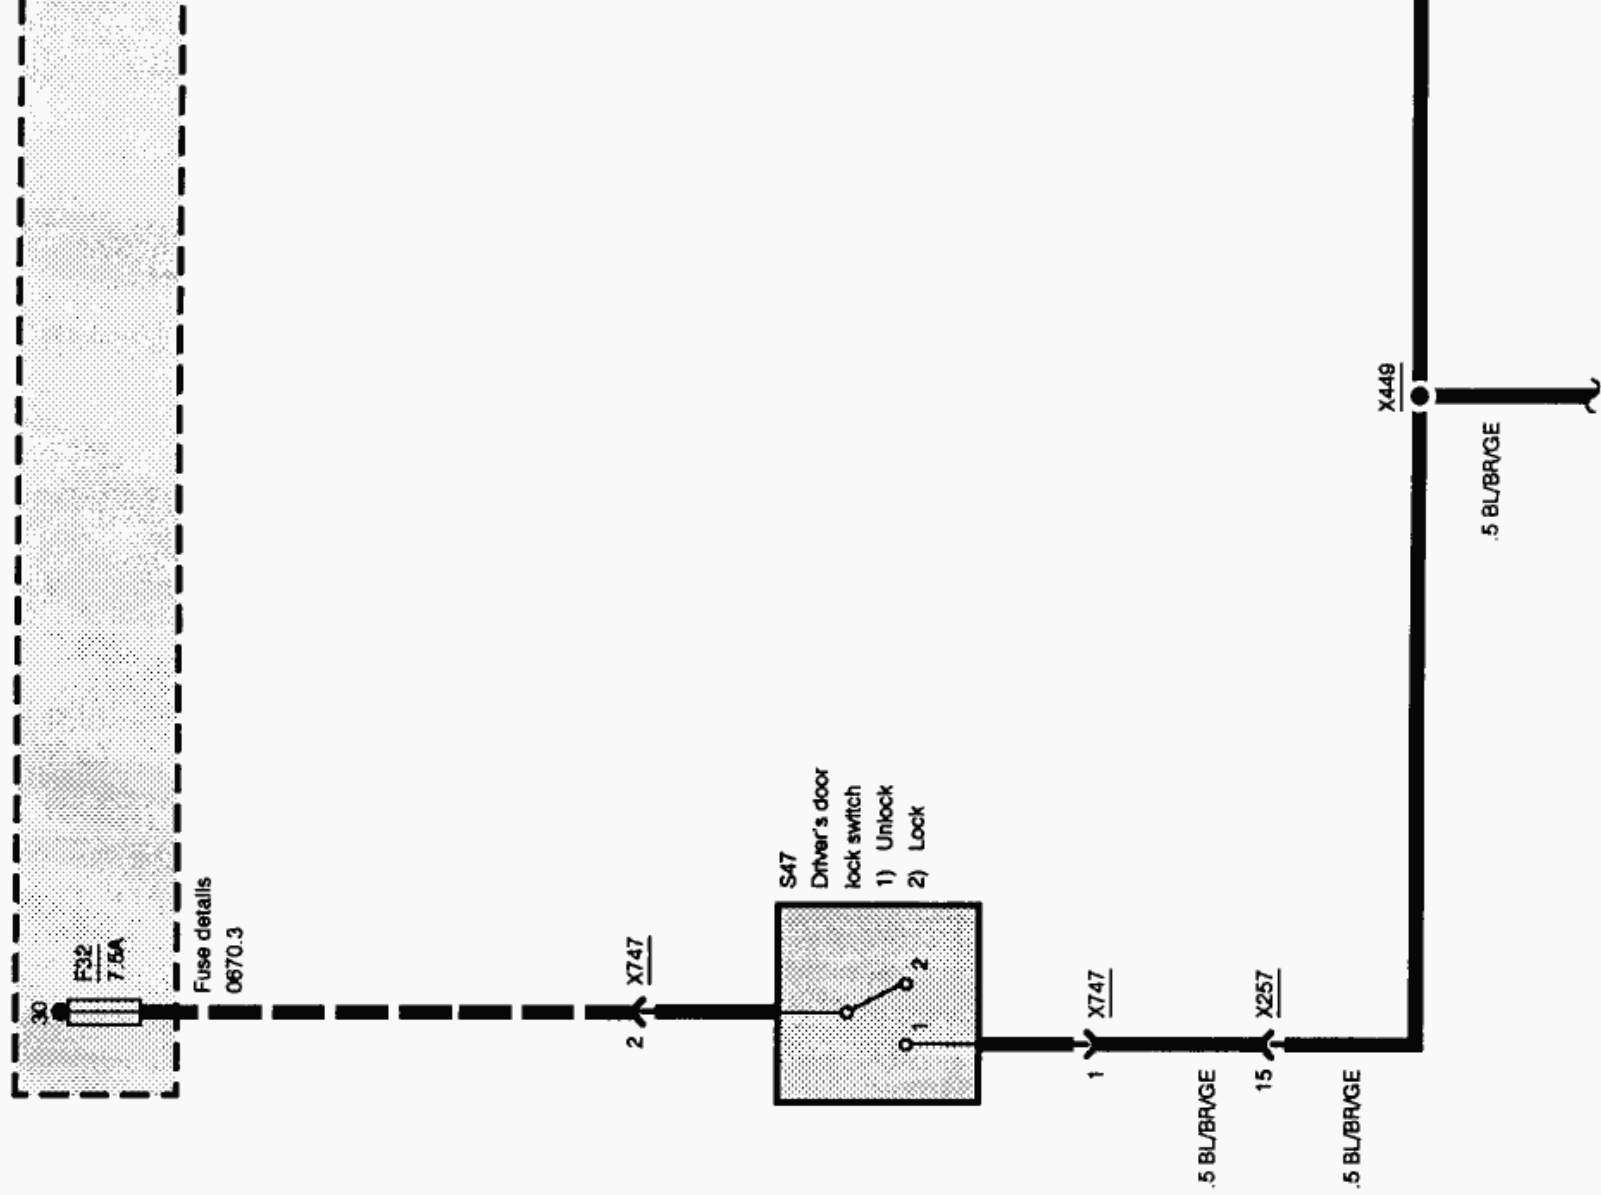 30
F32
7.5A
Fuse details
0670.3
2
X747
S47
Driver's door
lock switch
1) Unlock
2) Lock
1
2
1
X747
.5 BL/BR/GE
15
X257
.5 BL/BR/GE
X449
.5 BL/BR/GE